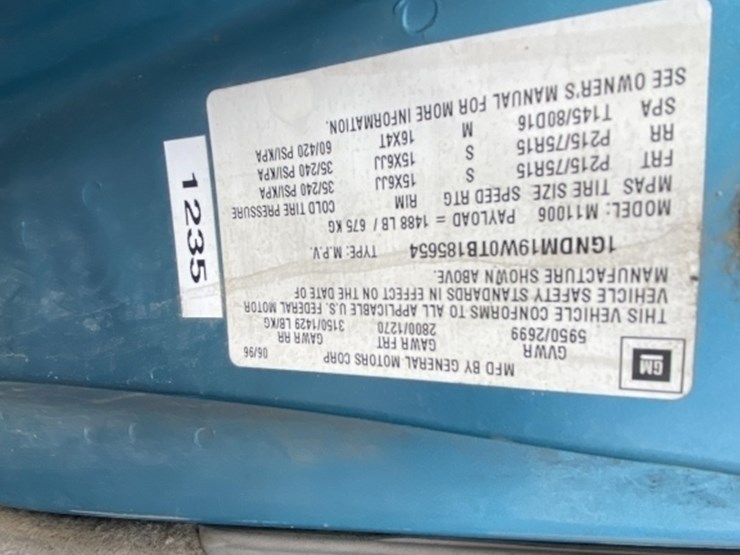 GM
MFD BY GENERAL MOTORS CORP 06/96
GVWR GAWR FRT GAWR RR
5950/2699 2800/1270 3150/1429 LB/KG
THIS VEHICLE CONFORMS TO ALL APPLICABLE U.S. FEDERAL MOTOR
VEHICLE SAFETY STANDARDS IN EFFECT ON THE DATE OF
MANUFACTURE SHOWN ABOVE.
1GNDM19W0TB185654 TYPE: M.P.V.
MODEL: M11006 PAYLOAD = 1488 LB / 675 KG
MPAS TIRE SIZE SPEED RTG RIM COLD TIRE PRESSURE
FRT P215/75R15 S 15X6JJ 35/240 PSI/KPA
RR P215/75R15 S 15X6JJ 35/240 PSI/KPA
SPA T145/80D16 M 16X4T 60/420 PSI/KPA
SEE OWNER'S MANUAL FOR MORE INFORMATION.
1235